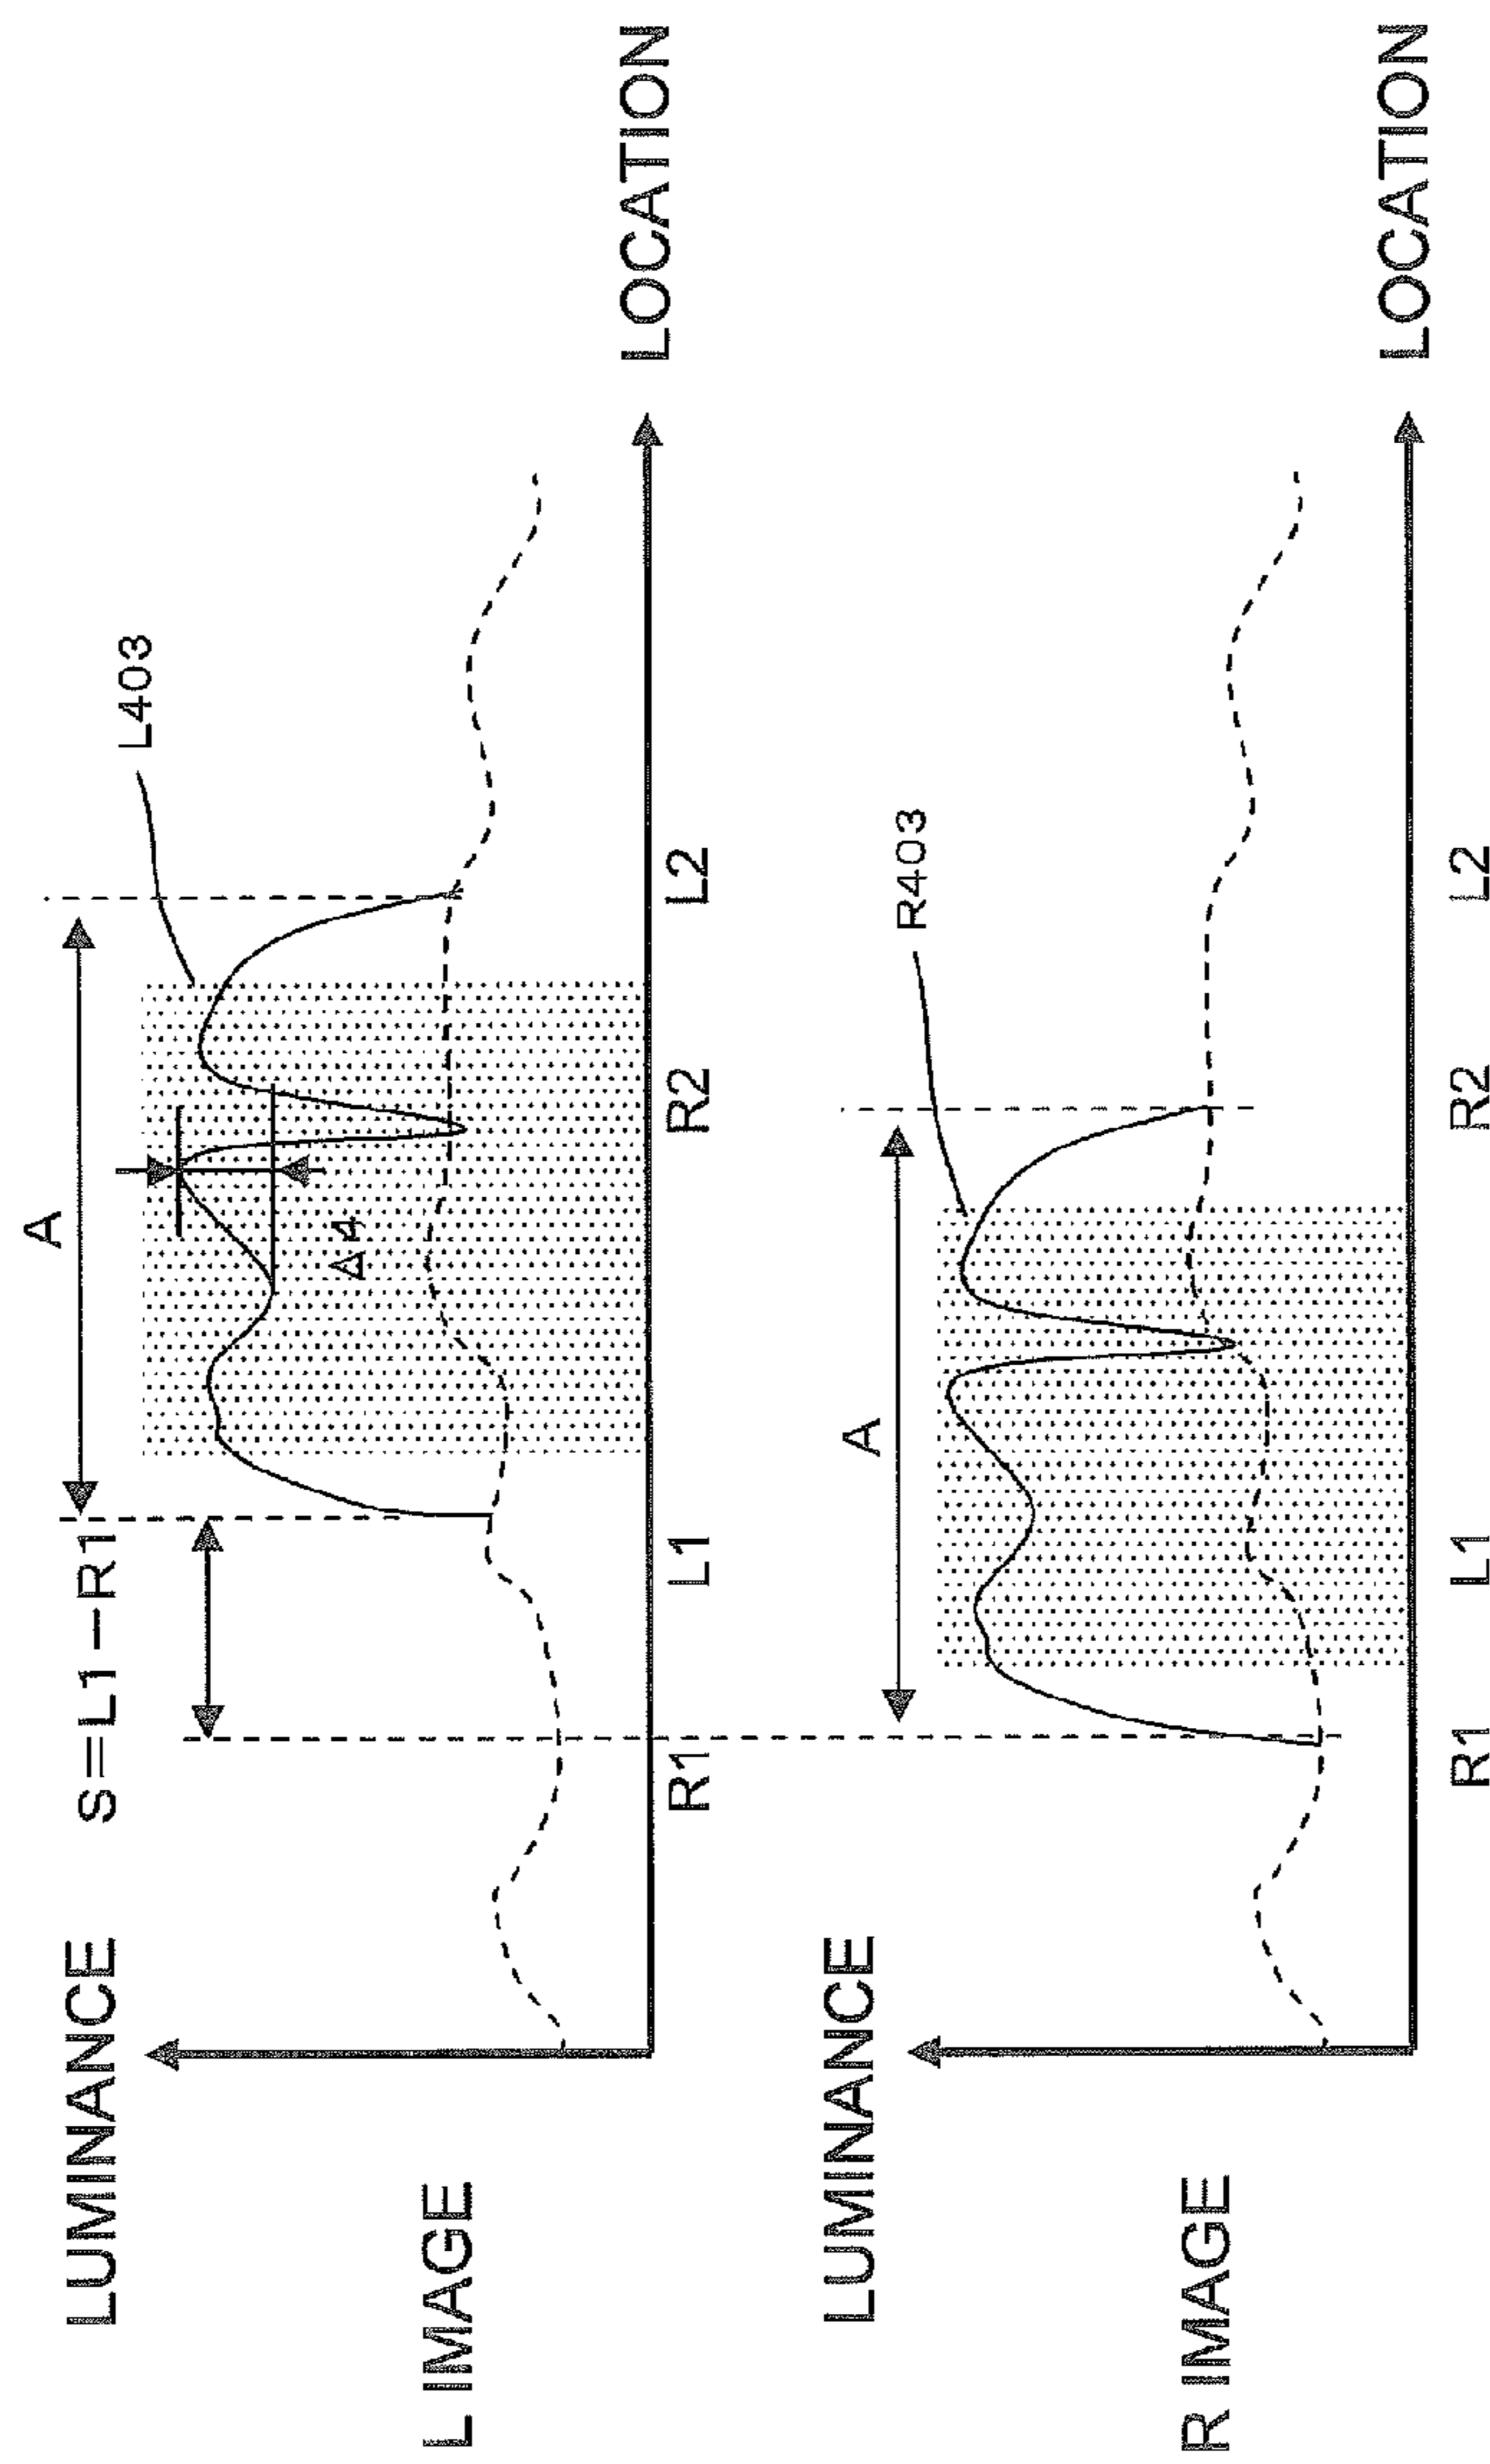 LUMINANCE
S=L1−R1
A
L403
Δ4
L IMAGE
R1
L1
R2
L2
LOCATION
LUMINANCE
A
R403
R IMAGE
R1
L1
R2
L2
LOCATION